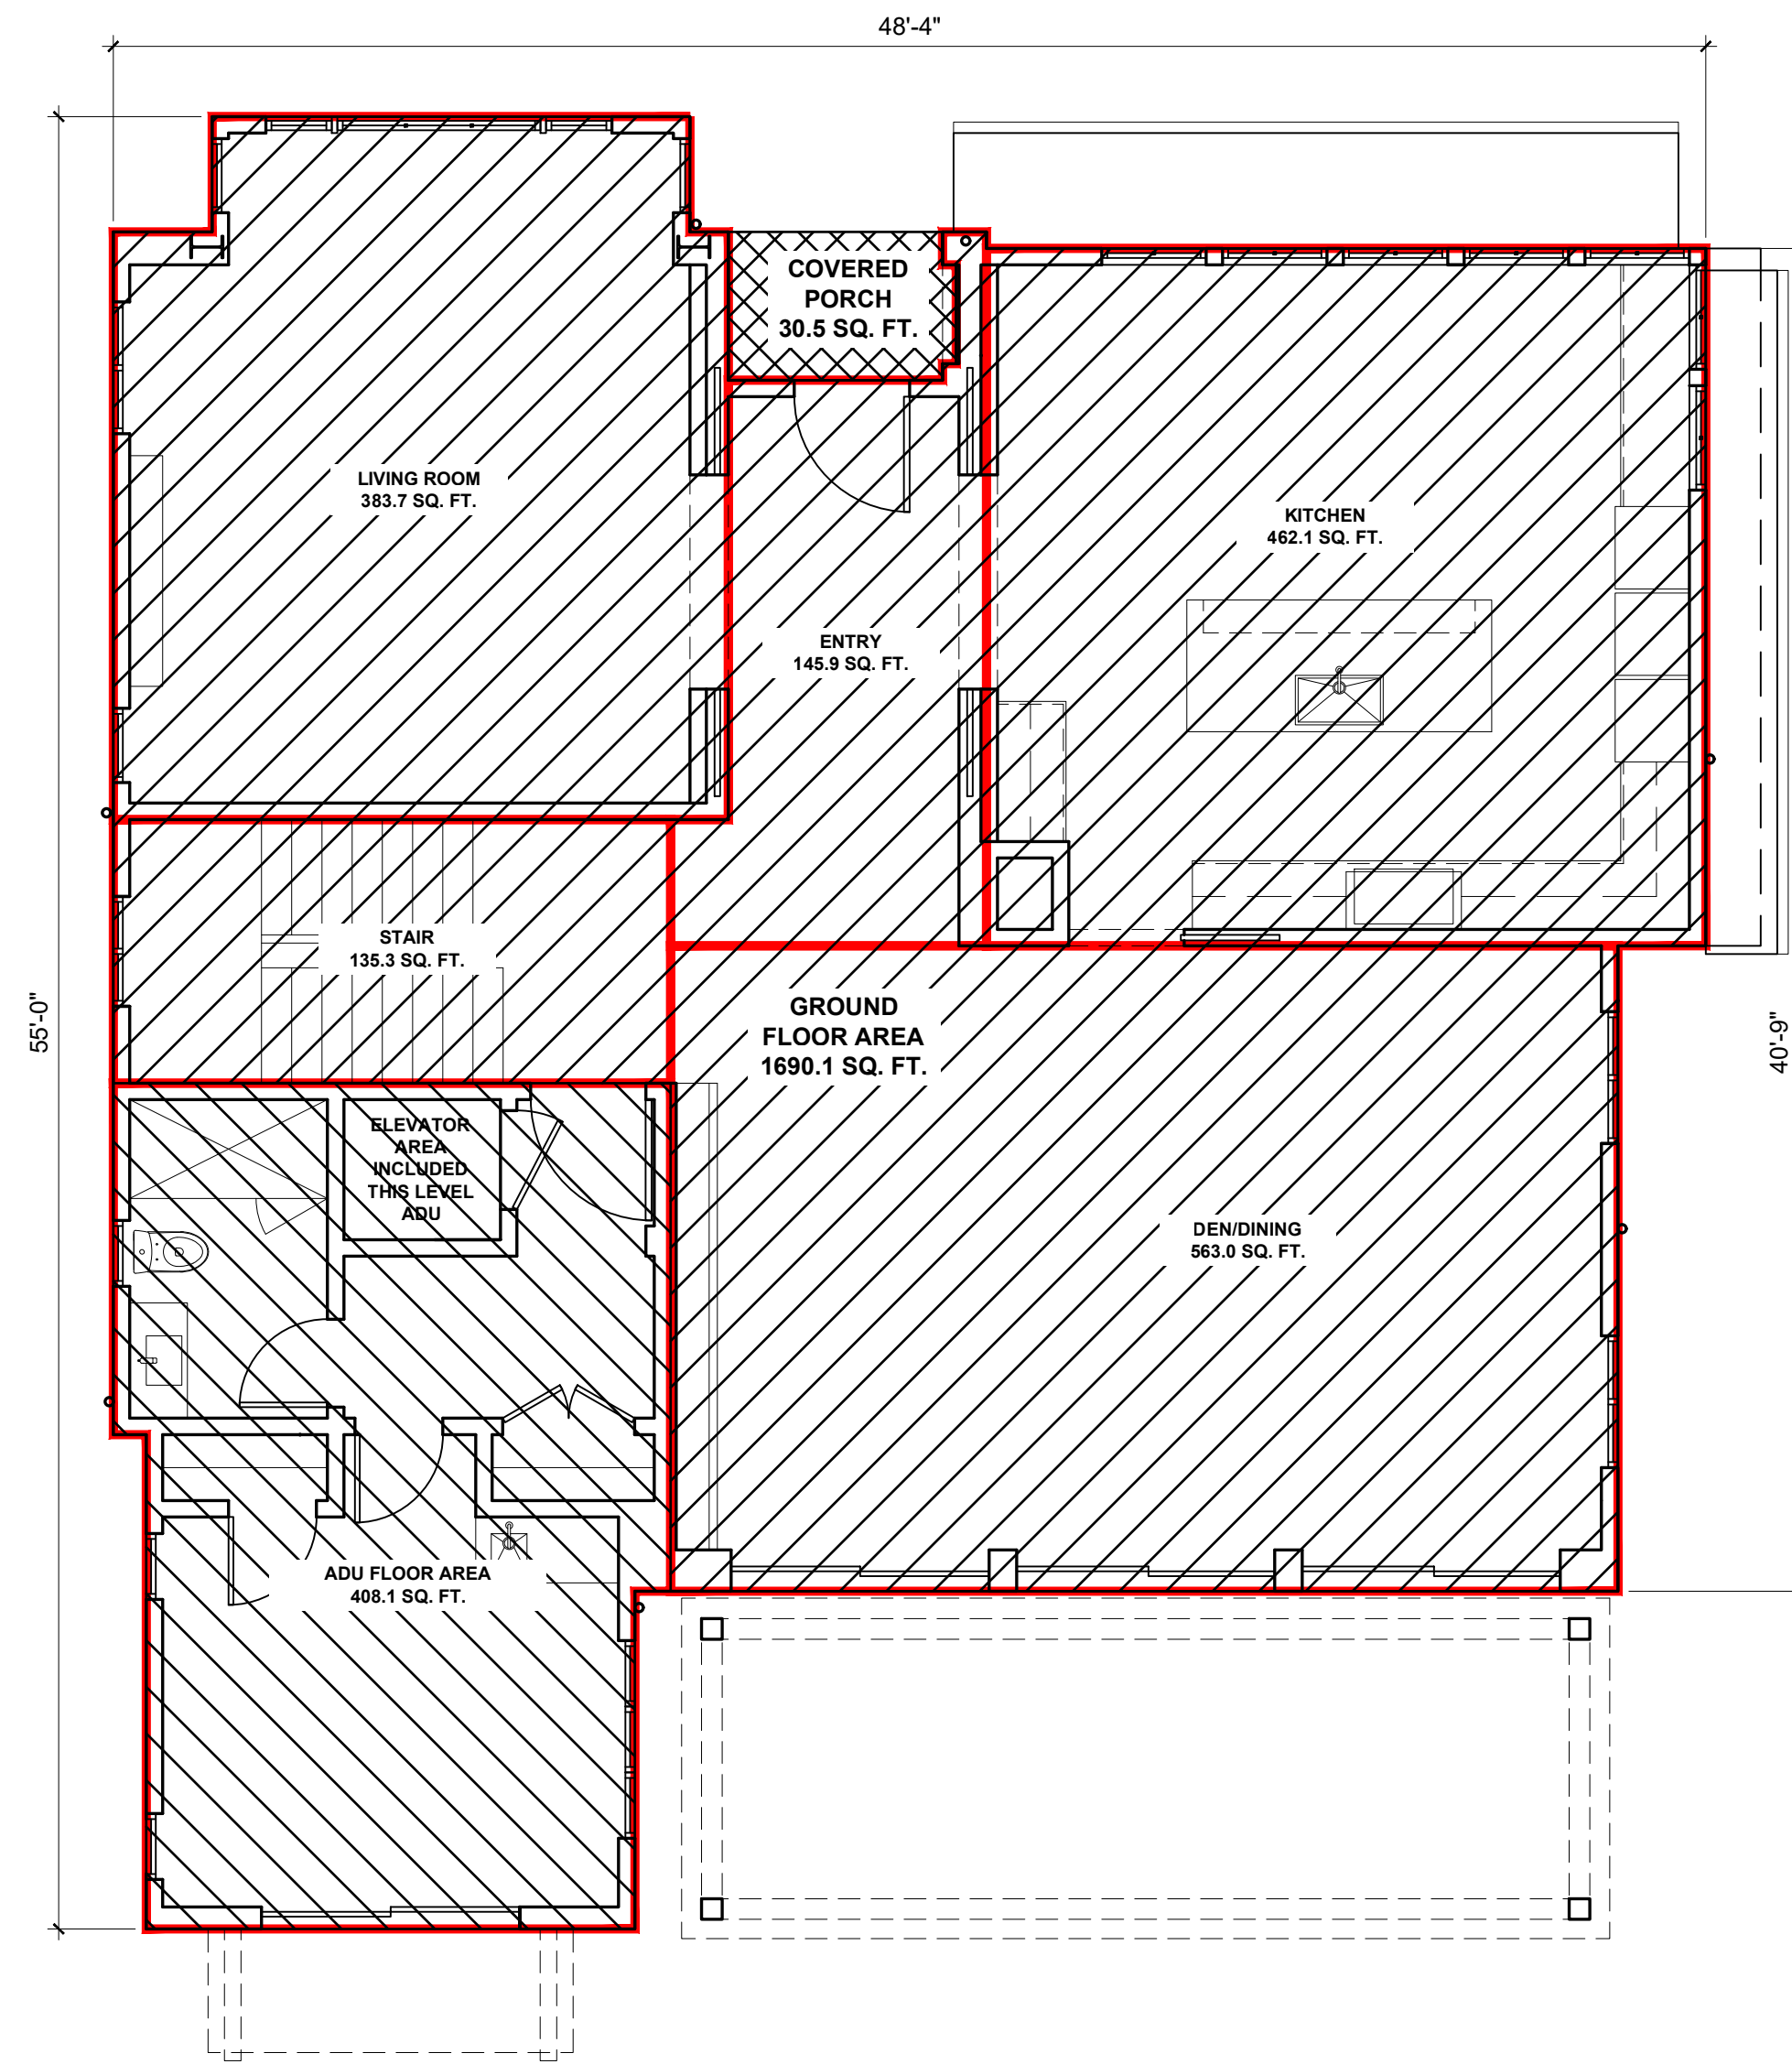 48'-4"
COVERED
PORCH
30.5 SQ. FT.
LIVING ROOM
383.7 SQ. FT.
KITCHEN
462.1 SQ. FT.
ENTRY
145.9 SQ. FT.
STAIR
135.3 SQ. FT.
55'-0"
GROUND
FLOOR AREA
1690.1 SQ. FT.
40'-9"
ELEVATOR
AREA
INCLUDED
THIS LEVEL
ADU
DEN/DINING
563.0 SQ. FT.
ADU FLOOR AREA
408.1 SQ. FT.